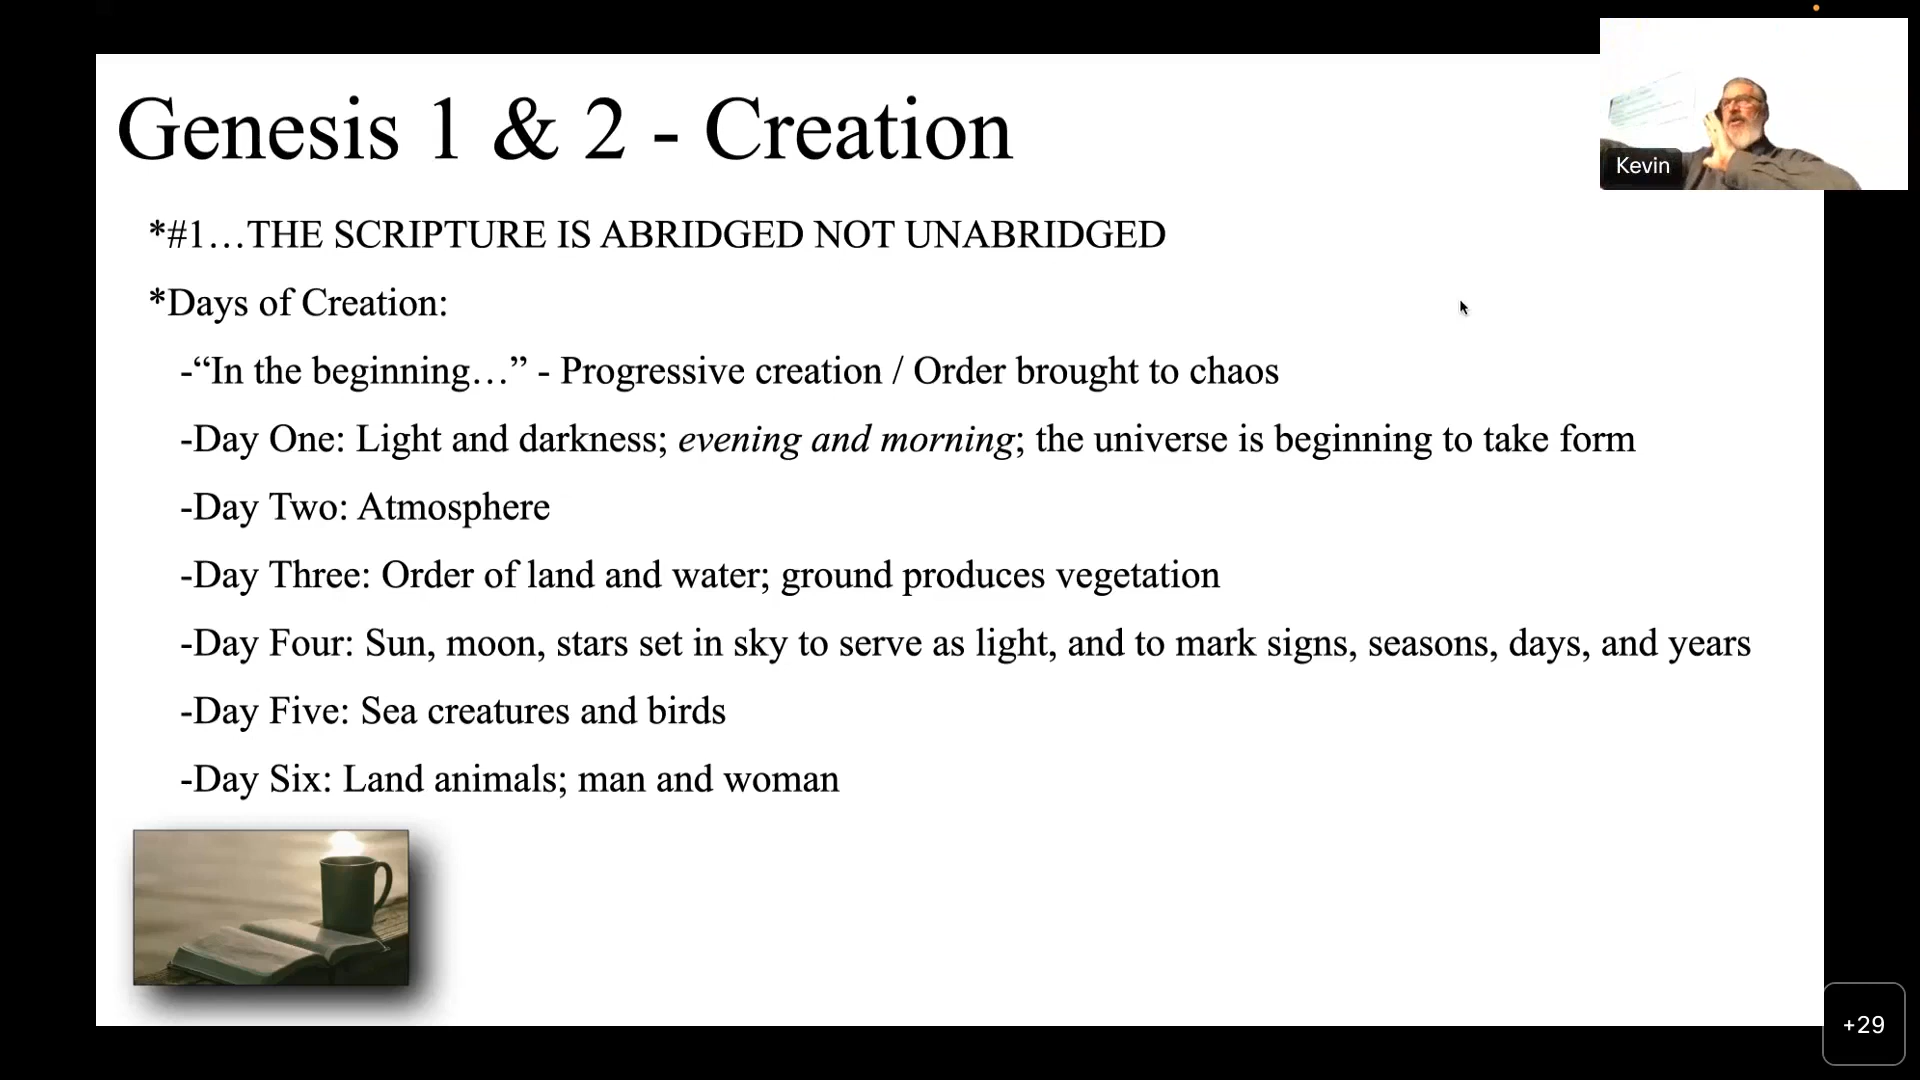 Genesis 1 & 2 - Creation
Kevin
*#1…THE SCRIPTURE IS ABRIDGED NOT UNABRIDGED
*Days of Creation:
-“In the beginning…” - Progressive creation / Order brought to chaos
-Day One: Light and darkness; evening and morning; the universe is beginning to take form
-Day Two: Atmosphere
-Day Three: Order of land and water; ground produces vegetation
-Day Four: Sun, moon, stars set in sky to serve as light, and to mark signs, seasons, days, and years
-Day Five: Sea creatures and birds
-Day Six: Land animals; man and woman
+29